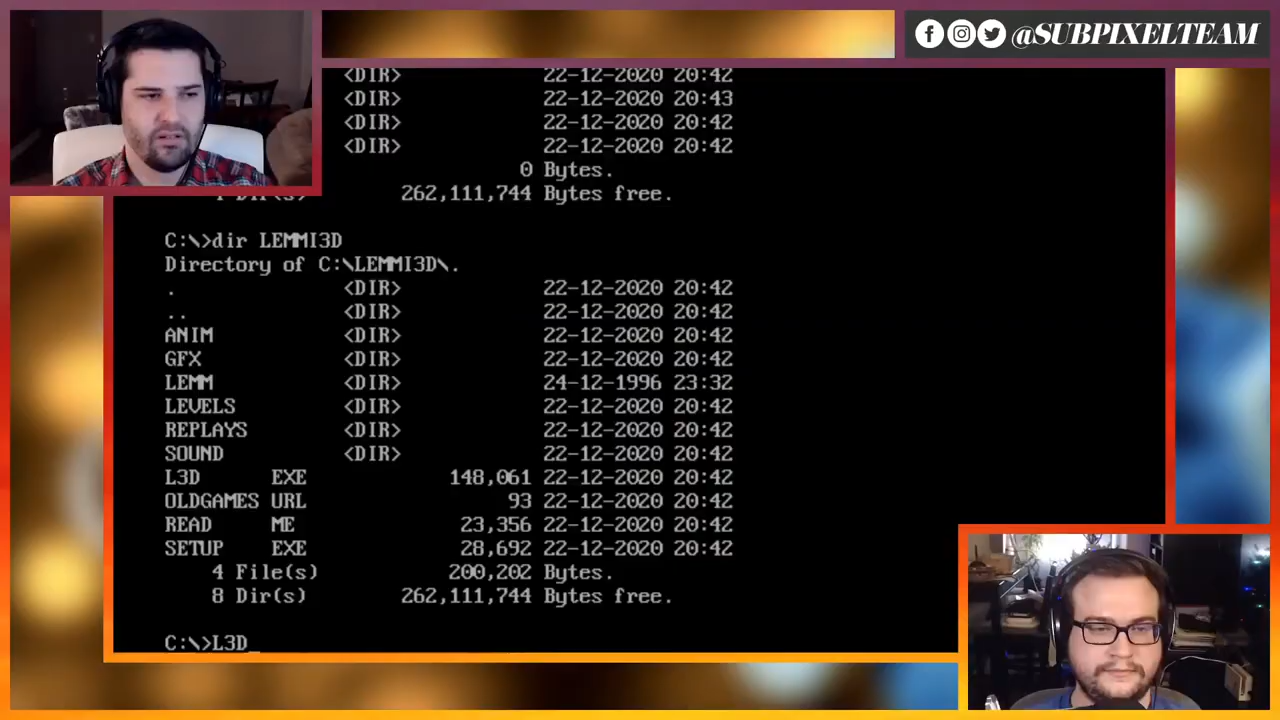 @SUBPIXELTEAM
<DIR> 22-12-2020 20:42
<DIR> 22-12-2020 20:43
<DIR> 22-12-2020 20:42
<DIR> 22-12-2020 20:42
0 Bytes.
262,111,744 Bytes free.
C:\>dir LEMMI3D
Directory of C:\LEMMI3D\.
. <DIR> 22-12-2020 20:42
.. <DIR> 22-12-2020 20:42
ANIM <DIR> 22-12-2020 20:42
GFX <DIR> 22-12-2020 20:42
LEMM <DIR> 24-12-1996 23:32
LEVELS <DIR> 22-12-2020 20:42
REPLAYS <DIR> 22-12-2020 20:42
SOUND <DIR> 22-12-2020 20:42
L3D EXE 148,061 22-12-2020 20:42
OLDGAMES URL 93 22-12-2020 20:42
READ ME 23,356 22-12-2020 20:42
SETUP EXE 28,692 22-12-2020 20:42
4 File(s) 200,202 Bytes.
8 Dir(s) 262,111,744 Bytes free.
C:\>L3D_